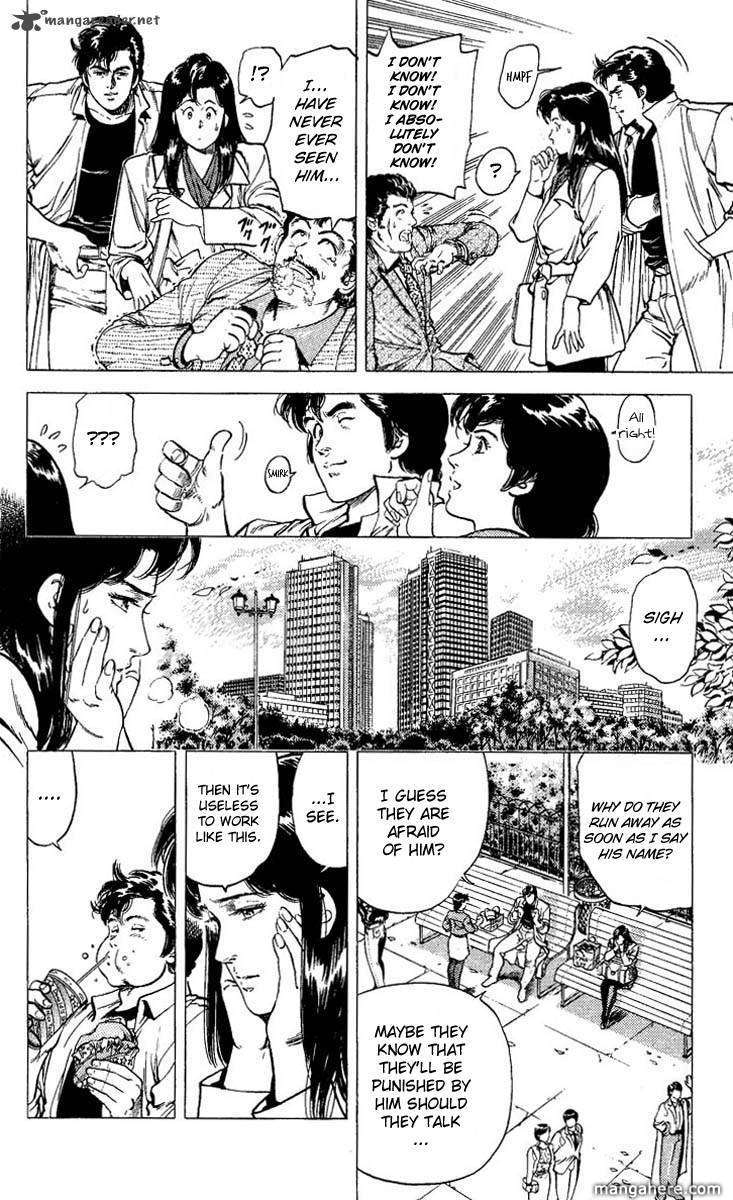 mangareader.net
I DON'T
KNOW!
I DON'T
KNOW!
I ABSO-
LUTELY
DON'T
KNOW!
HMPF
?
I...
HAVE
NEVER
EVER
SEEN
HIM...
!?
All
right!
SMIRK
???
SIGH
...
WHY DO THEY
RUN AWAY AS
SOON AS I SAY
HIS NAME?
I GUESS
THEY ARE
AFRAID
OF HIM?
MAYBE THEY
KNOW THAT
THEY'LL BE
PUNISHED BY
HIM SHOULD
THEY TALK
...
...I
SEE.
THEN IT'S
USELESS
TO WORK
LIKE THIS.
....
mangahere.com